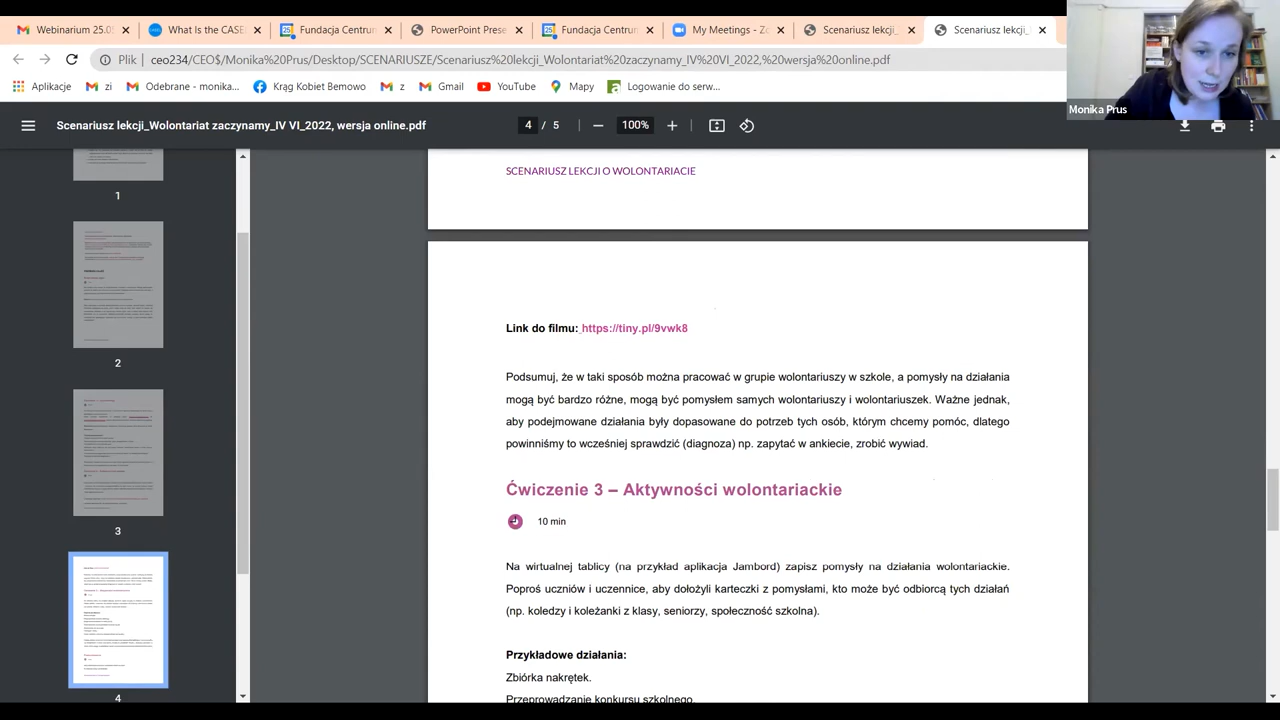 Webinarium 25.05
What Is the CASE
Fundacja Centrum
PowerPoint Prese
Fundacja Centrum
My Meetings - Zo
Scenariusz lekcji_
Scenariusz lekcji_
Plik
ceo234/CEO$/Monika%20Prus/Desktop/SCENARIUSZE/Scenariusz%20lekcji_Wolontariat%20zaczynamy_IV%20VI_2022,%20wersja%20online.pdf
Aplikacje
zi
Odebrane - monika...
Krąg Kobiet Bemowo
z
Gmail
YouTube
Mapy
Logowanie do serw...
Monika Prus
Scenariusz lekcji_Wolontariat zaczynamy_IV VI_2022, wersja online.pdf
4 / 5
100%
1
2
3
4
SCENARIUSZ LEKCJI O WOLONTARIACIE
Link do filmu: https://tiny.pl/9vwk8
Podsumuj, że w taki sposób można pracować w grupie wolontariuszy w szkole, a pomysły na działania
mogą być bardzo różne, mogą być pomysłem samych wolontariuszy i wolontariuszek. Ważne jednak,
aby podejmowane działania były dopasowane do potrzeb tych osób, którym chcemy pomóc, dlatego
powinniśmy to wcześniej sprawdzić (diagnoza) np. zapytać w ankiecie, zrobić wywiad.
Ćwiczenie 3 – Aktywności wolontariackie
10 min
Na wirtualnej tablicy (na przykład aplikacja Jambord) zapisz pomysły na działania wolontariackie.
Poproś uczniów i uczennice, aby dołożyli karteczki z pomysłami, kto może być odbiorcą tych działań
(np. koledzy i koleżanki z klasy, seniorzy, społeczność szkolna).
Przykładowe działania:
Zbiórka nakrętek.
Przeprowadzanie konkursu szkolnego.